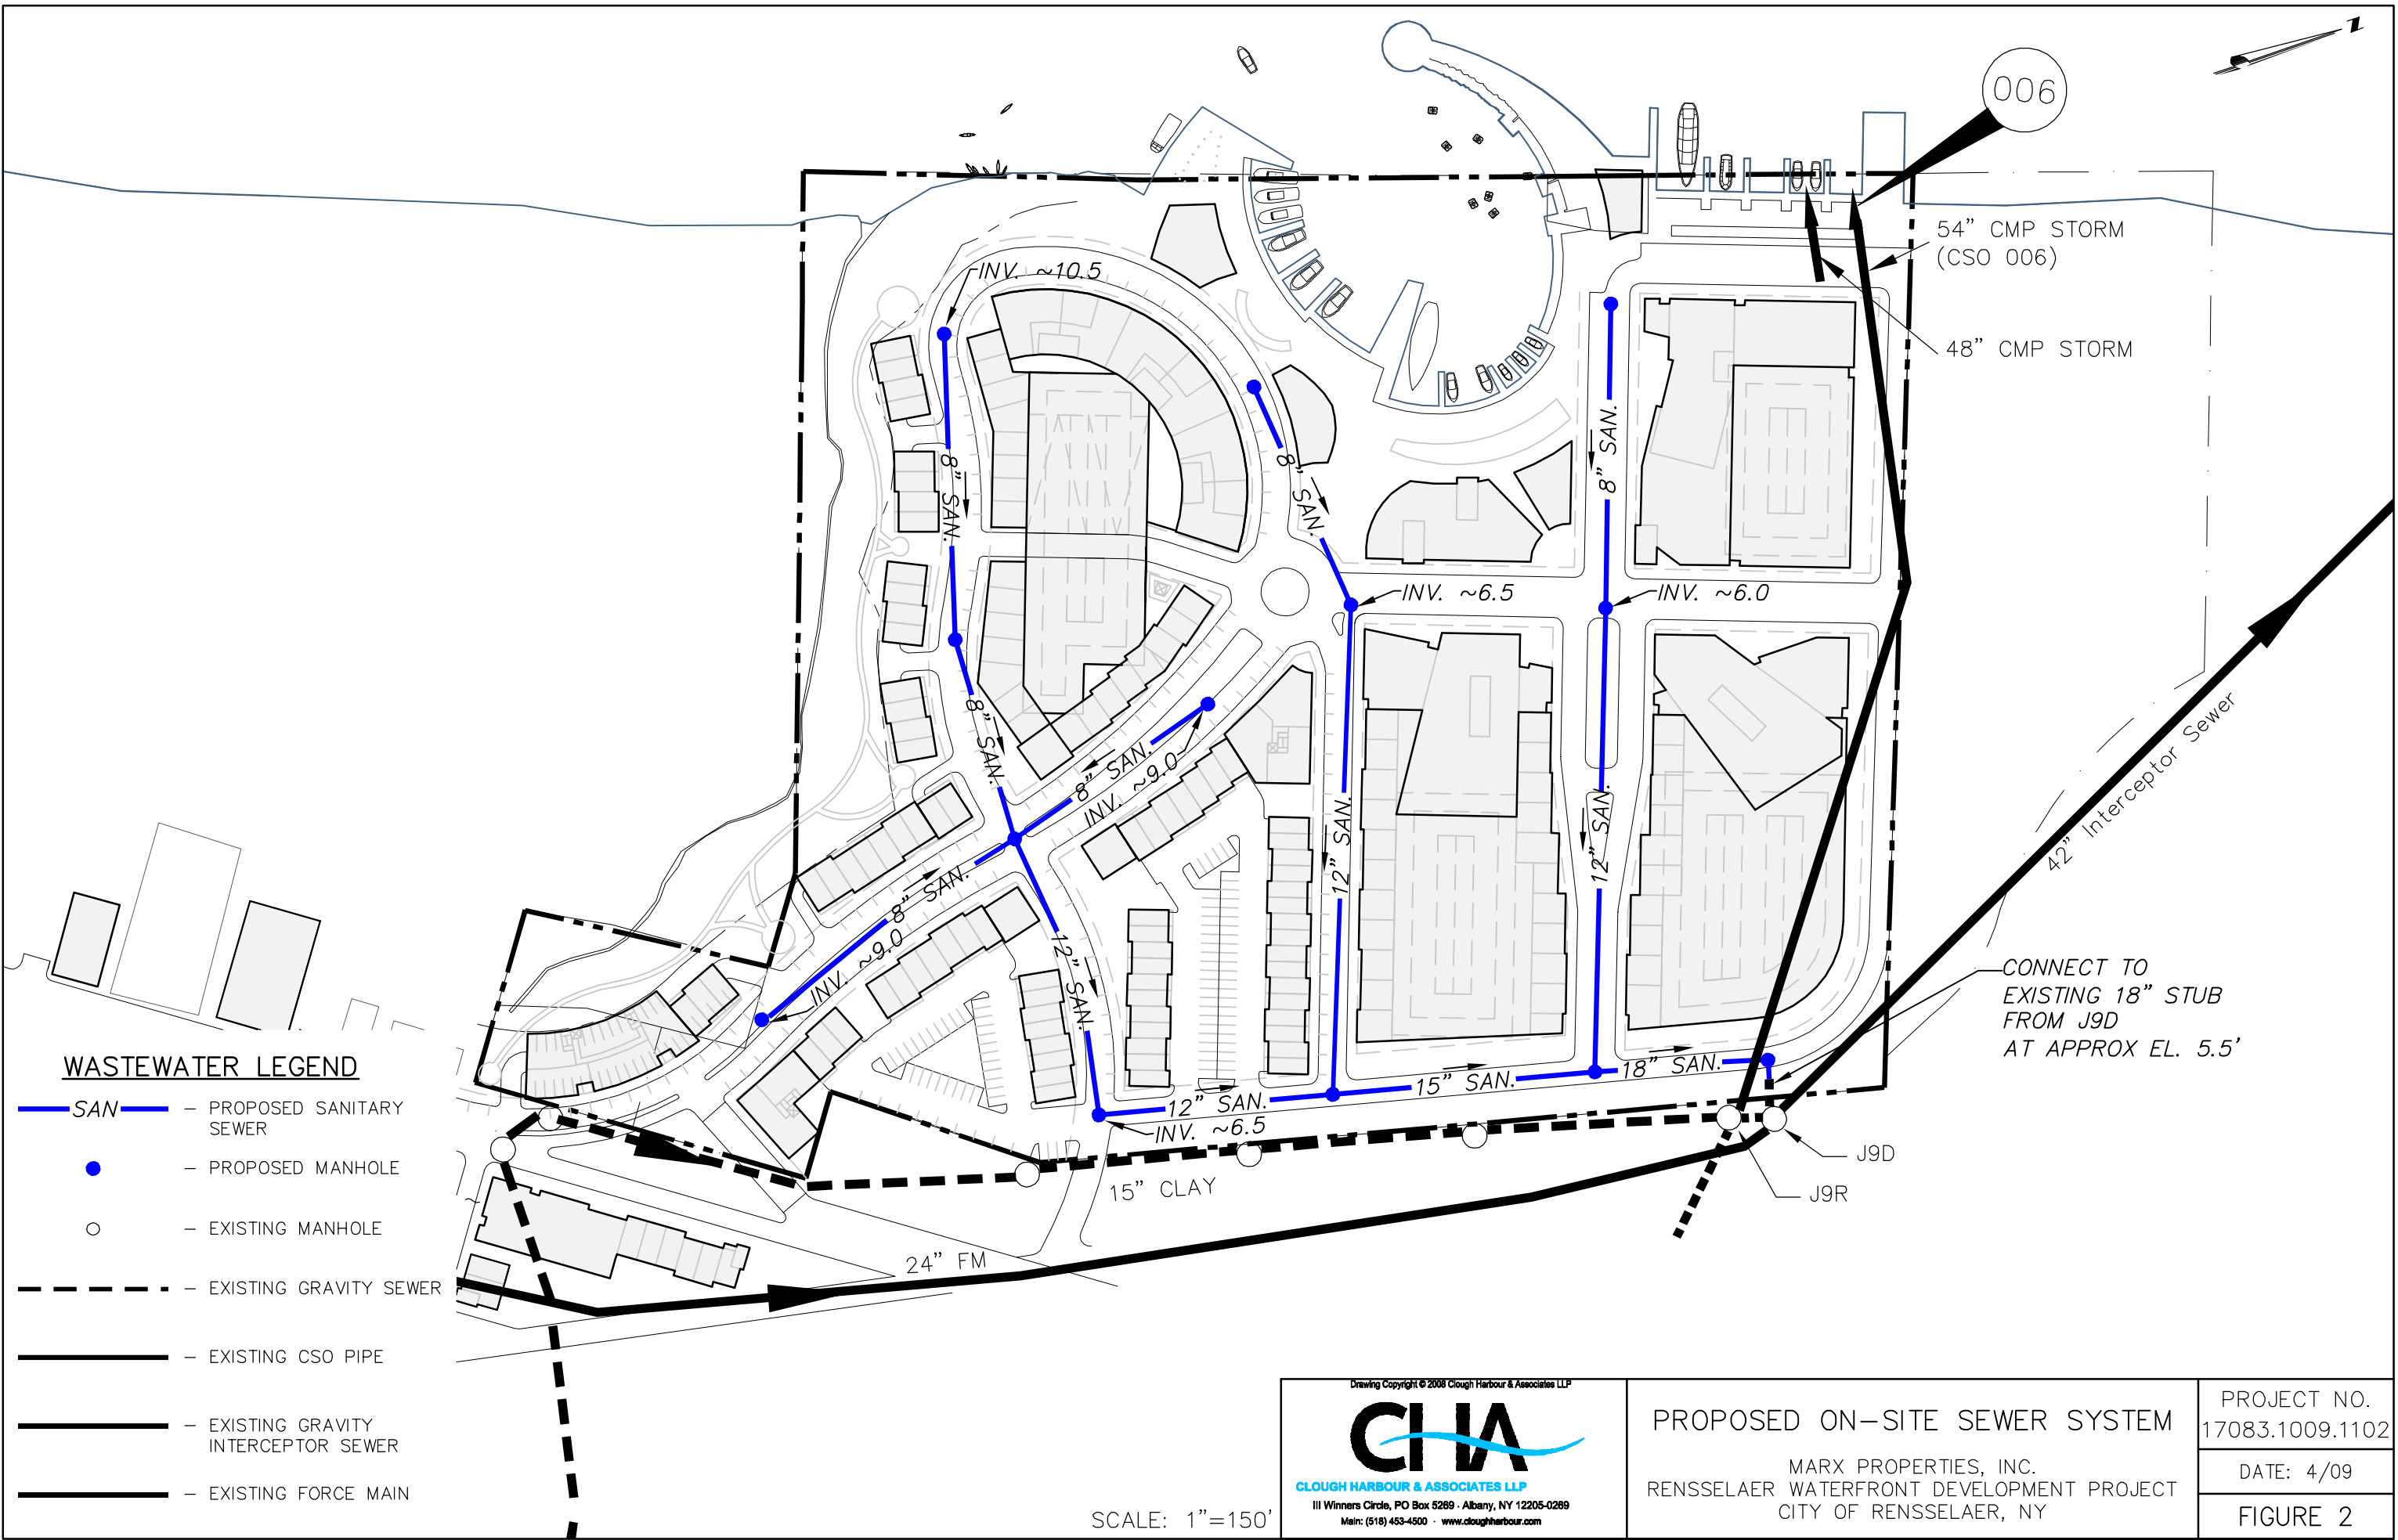 Z
006
54" CMP STORM
(CSO 006)
48" CMP STORM
INV. ~10.5
8" SAN.
8" SAN.
8" SAN.
INV. ~6.5
INV. ~6.0
8" SAN.
8" SAN.
INV. ~9.0
8" SAN.
INV. ~9.0
12" SAN.
12" SAN.
12" SAN.
42" Interceptor Sewer
CONNECT TO
EXISTING 18" STUB
FROM J9D
AT APPROX EL. 5.5'
12" SAN.
15" SAN.
18" SAN.
INV. ~6.5
15" CLAY
J9D
J9R
24" FM
WASTEWATER LEGEND
SAN – PROPOSED SANITARY
SEWER
– PROPOSED MANHOLE
– EXISTING MANHOLE
– EXISTING GRAVITY SEWER
– EXISTING CSO PIPE
– EXISTING GRAVITY
INTERCEPTOR SEWER
– EXISTING FORCE MAIN
SCALE: 1"=150'
Drawing Copyright © 2008 Clough Harbour & Associates LLP
CHA
CLOUGH HARBOUR & ASSOCIATES LLP
III Winners Circle, PO Box 5269 · Albany, NY 12205-0269
Main: (518) 453-4500 · www.cloughharbour.com
PROPOSED ON–SITE SEWER SYSTEM
MARX PROPERTIES, INC.
RENSSELAER WATERFRONT DEVELOPMENT PROJECT
CITY OF RENSSELAER, NY
PROJECT NO.
17083.1009.1102
DATE: 4/09
FIGURE 2